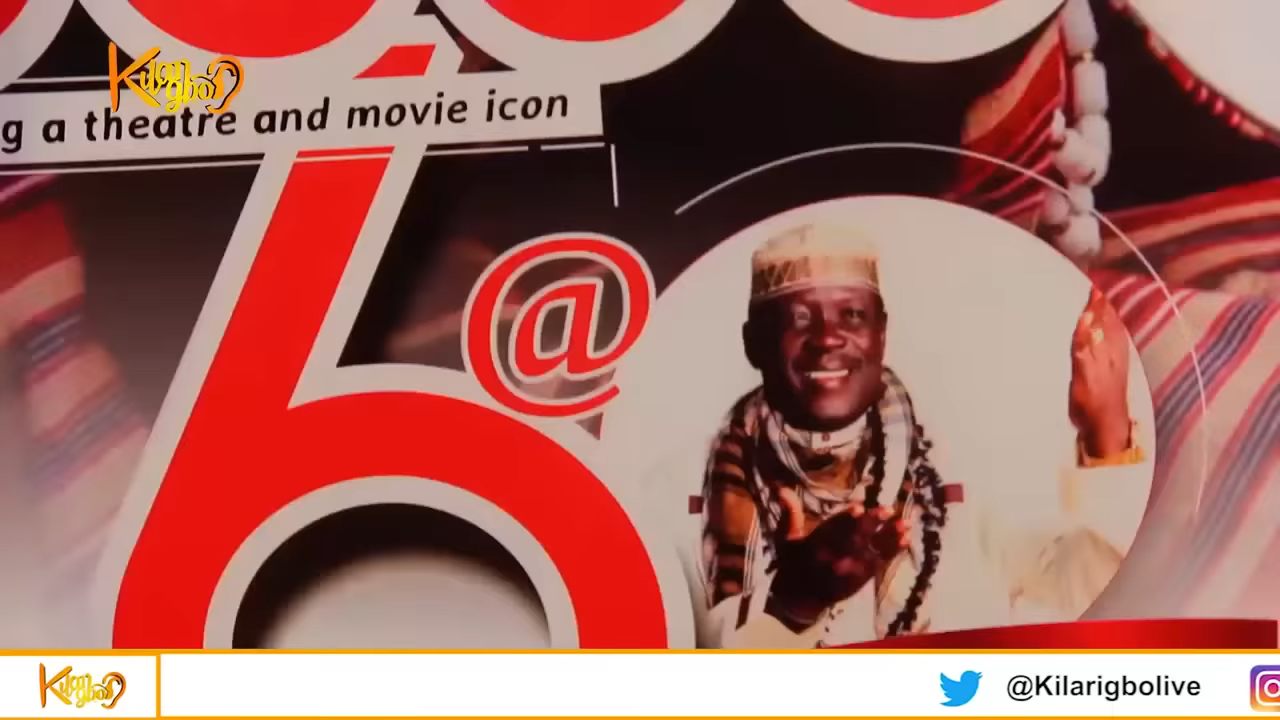 Kilarigbo
g a theatre and movie icon
@
6
Kilarigbo
@Kilarigbolive